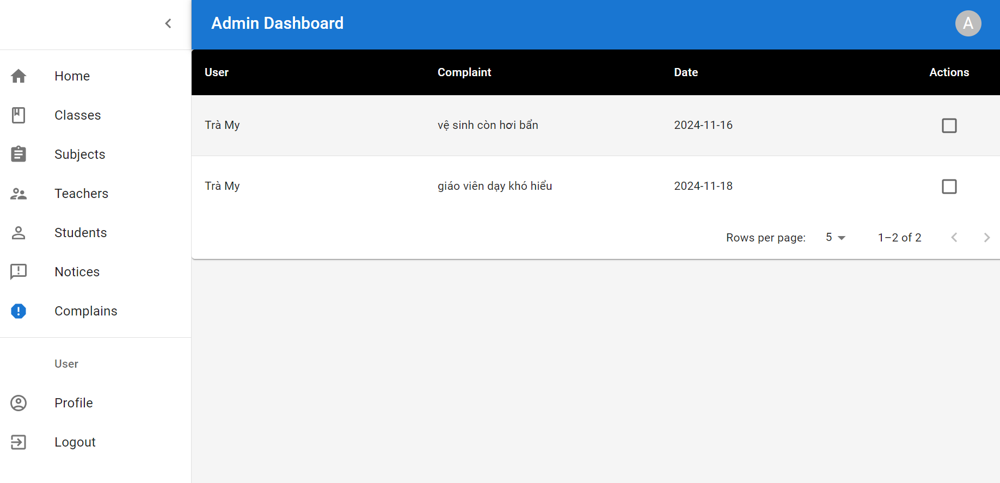 Admin Dashboard
A
Home
Classes
Subjects
Teachers
Students
Notices
Complains
User
Profile
Logout
User Complaint Date Actions
Trà My vệ sinh còn hơi bẩn 2024-11-16
Trà My giáo viên dạy khó hiểu 2024-11-18
Rows per page: 5 1–2 of 2